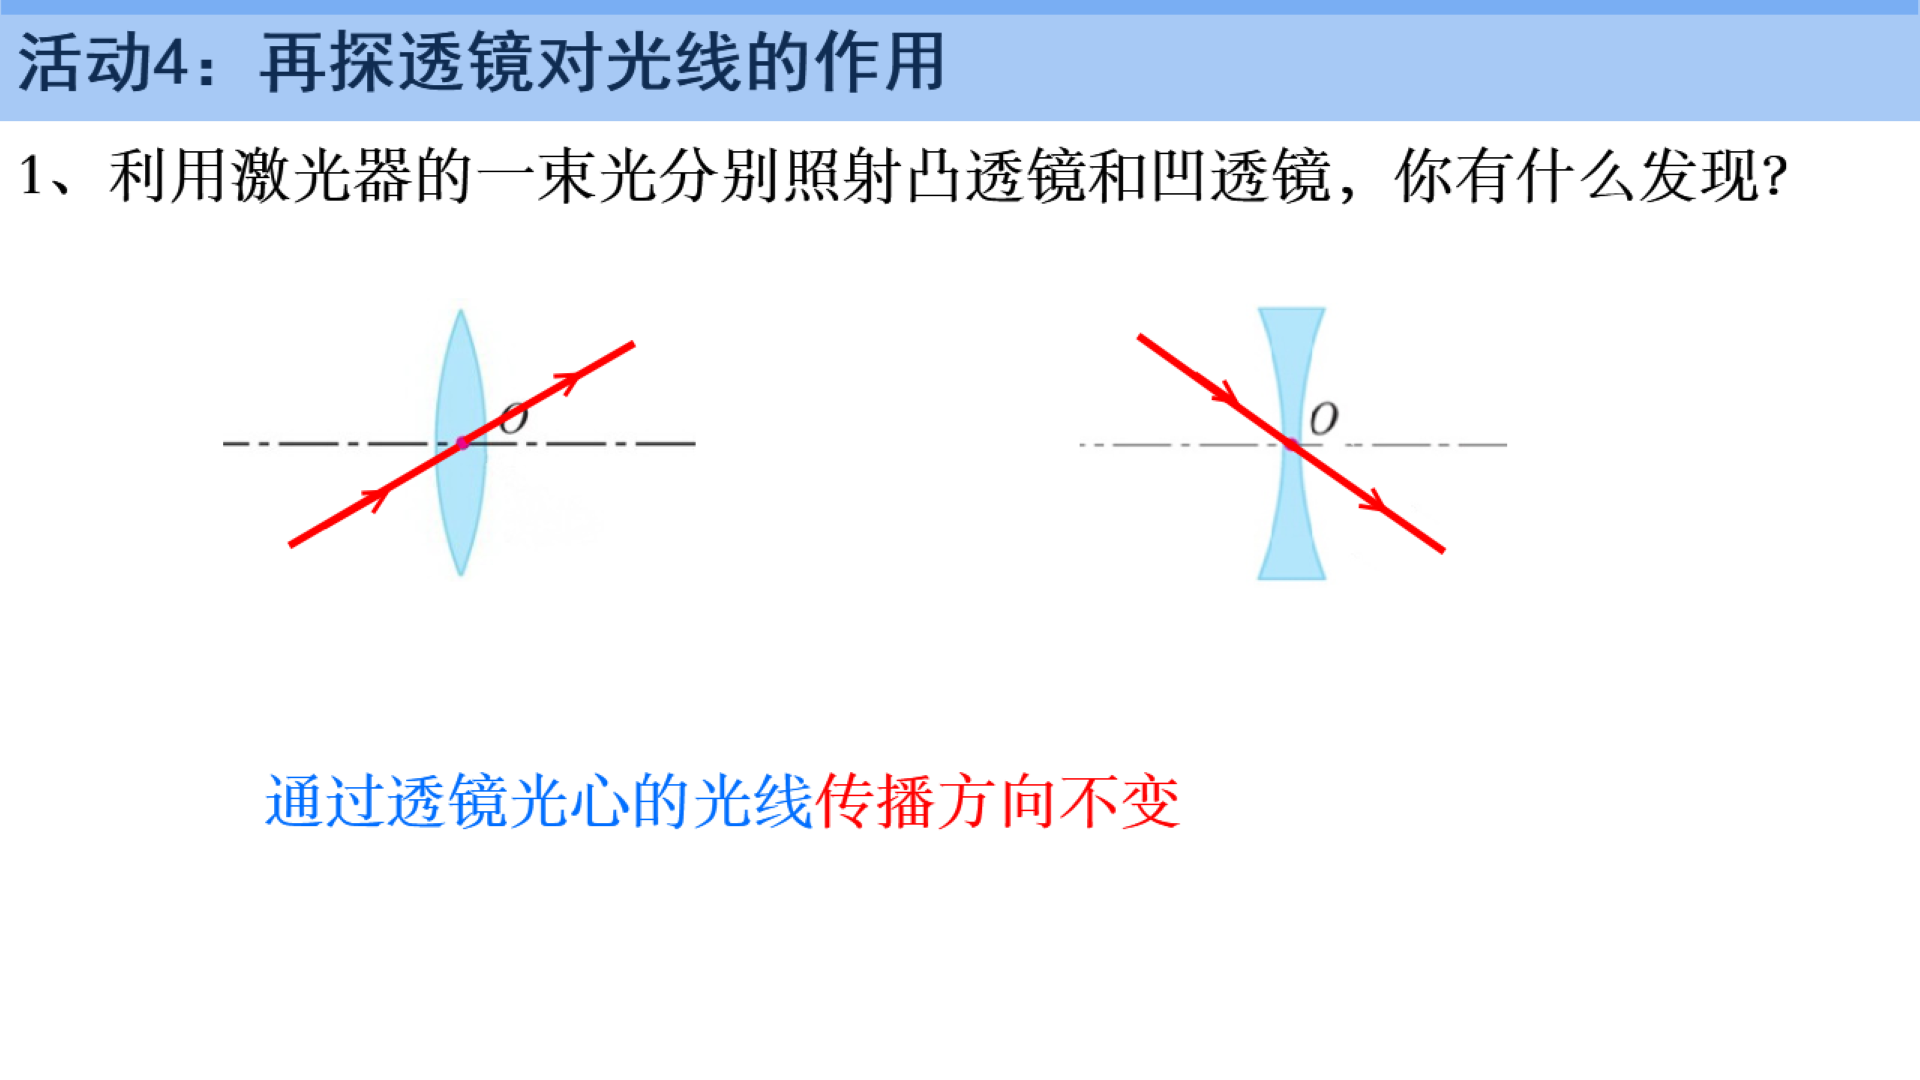 活动4：再探透镜对光线的作用
1、利用激光器的一束光分别照射凸透镜和凹透镜，你有什么发现?
O
O
通过透镜光心的光线传播方向不变